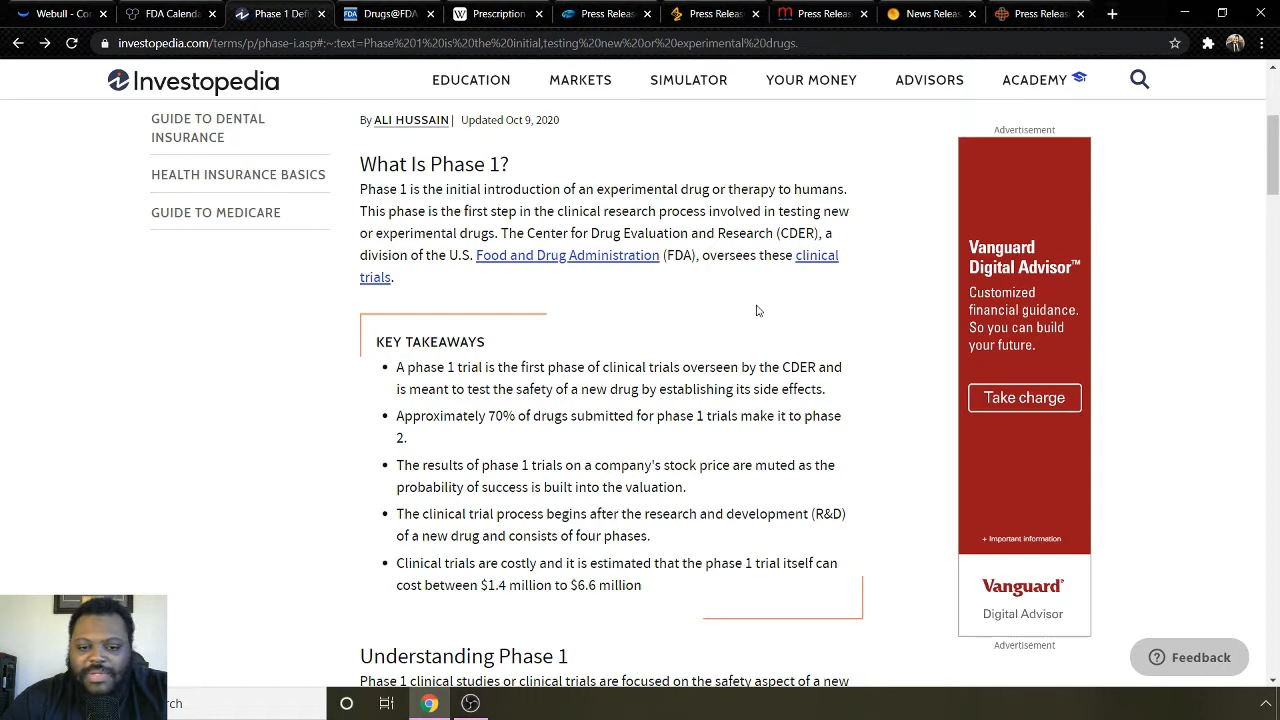 Webull - Co
FDA Calenda
Phase 1 Defi
FDA Drugs@FDA
W Prescription
Press Releas
Press Releas
m Press Releas
News Releas
Press Releas
investopedia.com/terms/p/phase-i.asp#:~:text=Phase%201%20is%20the%20initial,testing%20new%20or%20experimental%20drugs.
Investopedia
EDUCATION
MARKETS
SIMULATOR
YOUR MONEY
ADVISORS
ACADEMY
GUIDE TO DENTAL
INSURANCE
HEALTH INSURANCE BASICS
GUIDE TO MEDICARE
By ALI HUSSAIN | Updated Oct 9, 2020
What Is Phase 1?
Phase 1 is the initial introduction of an experimental drug or therapy to humans.
This phase is the first step in the clinical research process involved in testing new
or experimental drugs. The Center for Drug Evaluation and Research (CDER), a
division of the U.S. Food and Drug Administration (FDA), oversees these clinical
trials.
KEY TAKEAWAYS
A phase 1 trial is the first phase of clinical trials overseen by the CDER and
is meant to test the safety of a new drug by establishing its side effects.
Approximately 70% of drugs submitted for phase 1 trials make it to phase
2.
The results of phase 1 trials on a company's stock price are muted as the
probability of success is built into the valuation.
The clinical trial process begins after the research and development (R&D)
of a new drug and consists of four phases.
Clinical trials are costly and it is estimated that the phase 1 trial itself can
cost between $1.4 million to $6.6 million
Understanding Phase 1
Phase 1 clinical studies or clinical trials are focused on the safety aspect of a new
Advertisement
Vanguard
Digital Advisor™
Customized
financial guidance.
So you can build
your future.
Take charge
+ Important information
Vanguard®
Digital Advisor
Advertisement
Feedback
rch